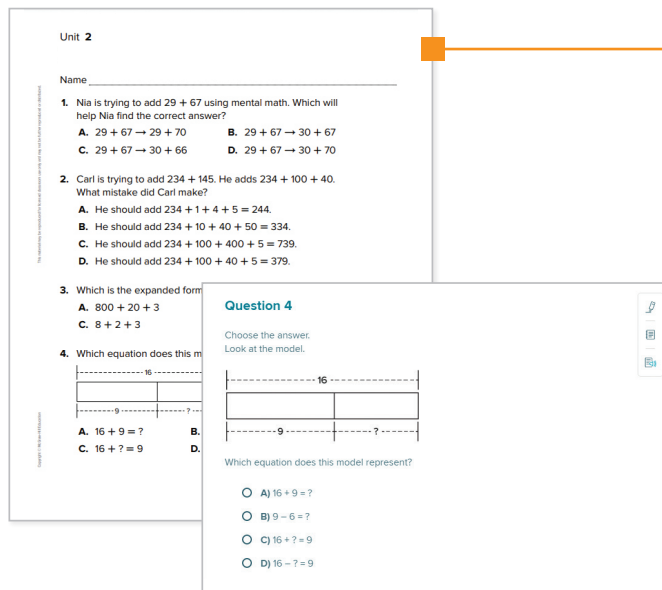 Unit 2
Name
1. Nia is trying to add 29 + 67 using mental math. Which will
help Nia find the correct answer?
A. 29 + 67 → 29 + 70 B. 29 + 67 → 30 + 67
C. 29 + 67 → 30 + 66 D. 29 + 67 → 30 + 70
2. Carl is trying to add 234 + 145. He adds 234 + 100 + 40.
What mistake did Carl make?
A. He should add 234 + 1 + 4 + 5 = 244.
B. He should add 234 + 10 + 40 + 50 = 334.
C. He should add 234 + 100 + 400 + 5 = 739.
D. He should add 234 + 100 + 40 + 5 = 379.
3. Which is the expanded form
A. 800 + 20 + 3
C. 8 + 2 + 3
4. Which equation does this m
16
9 ?
A. 16 + 9 = ? B.
C. 16 + ? = 9 D.
Question 4
Choose the answer.
Look at the model.
16
9 ?
Which equation does this model represent?
A) 16 + 9 = ?
B) 9 – 6 = ?
C) 16 + ? = 9
D) 16 – ? = 9